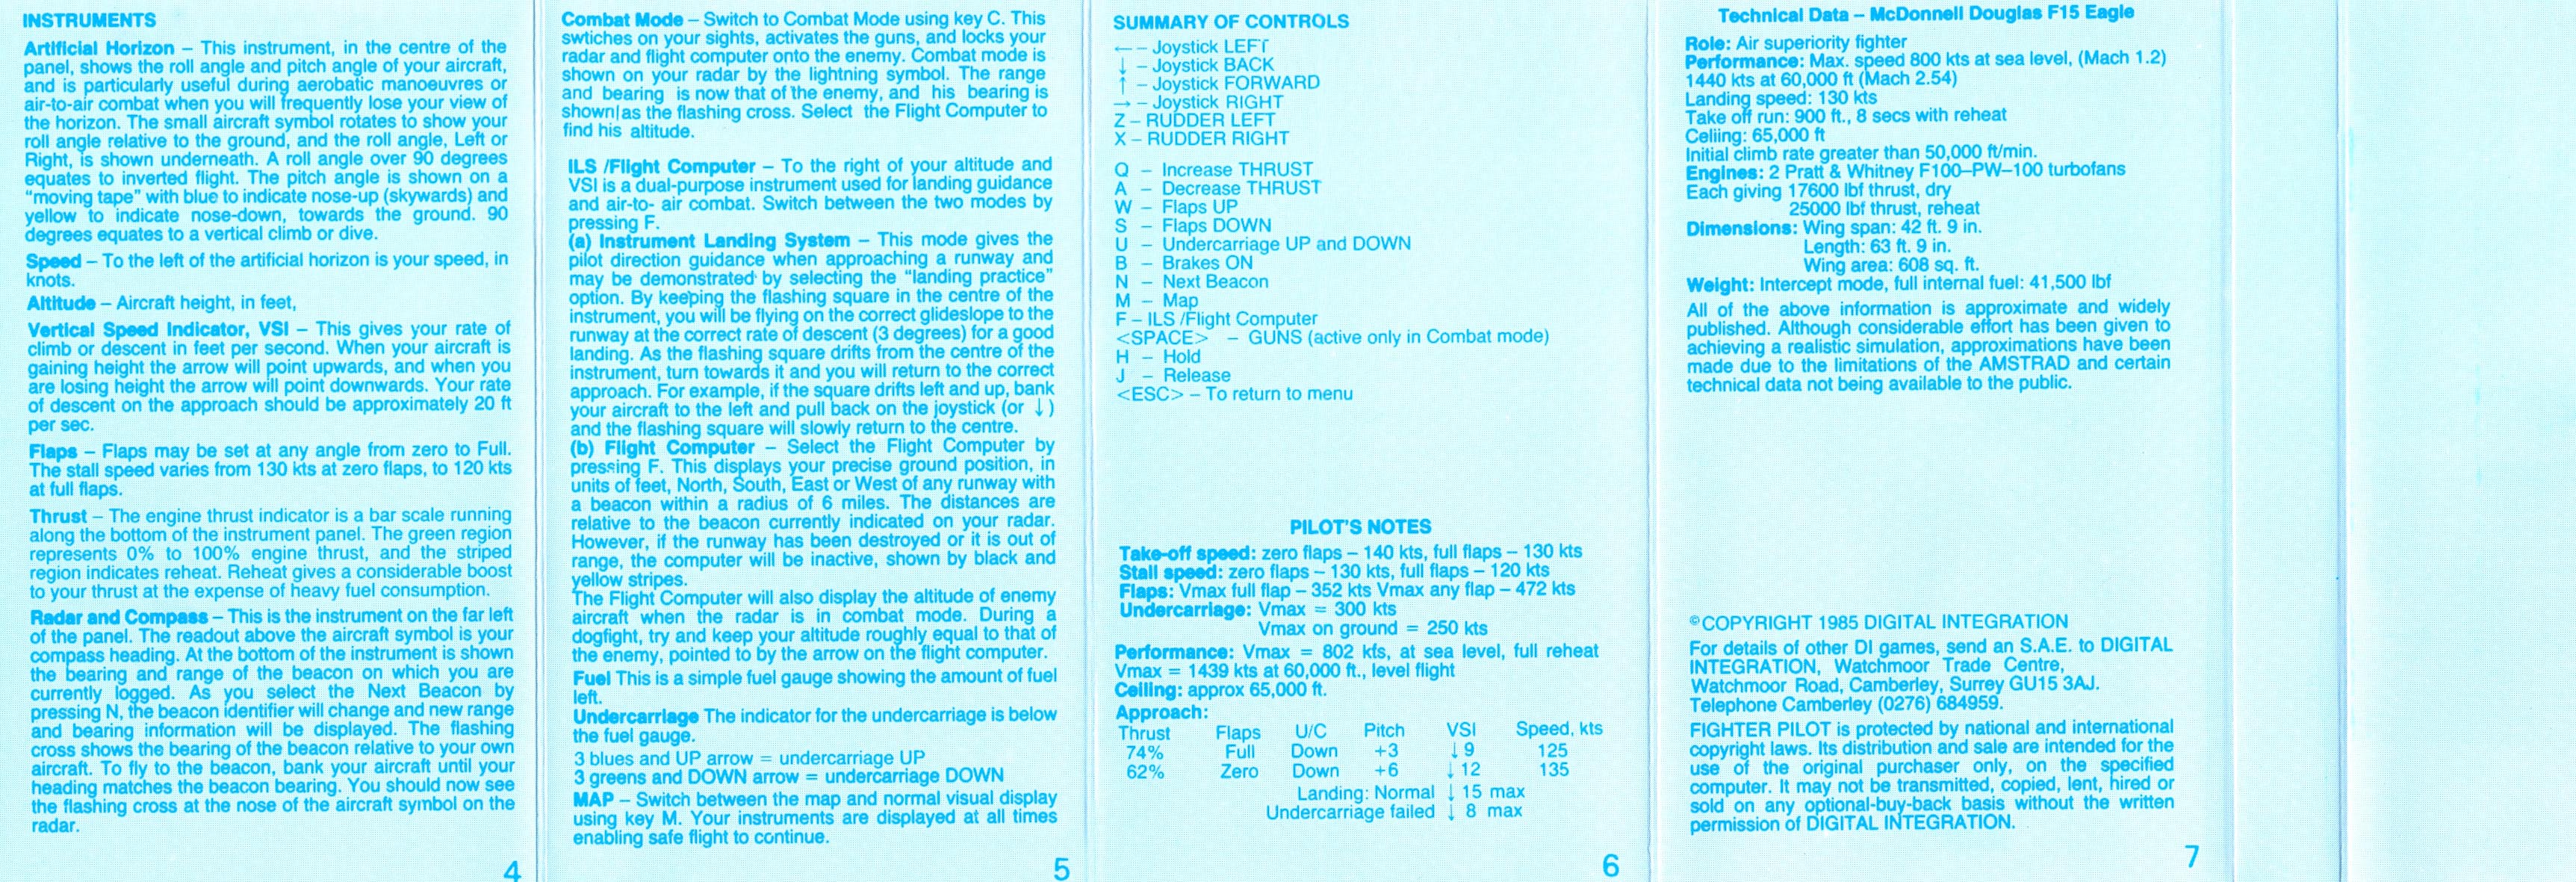 INSTRUMENTS
Artificial Horizon – This instrument, in the centre of the
panel, shows the roll angle and pitch angle of your aircraft,
and is particularly useful during aerobatic manoeuvres or
air-to-air combat when you will frequently lose your view of
the horizon. The small aircraft symbol rotates to show your
roll angle relative to the ground, and the roll angle, Left or
Right, is shown underneath. A roll angle over 90 degrees
equates to inverted flight. The pitch angle is shown on a
“moving tape” with blue to indicate nose-up (skywards) and
yellow to indicate nose-down, towards the ground. 90
degrees equates to a vertical climb or dive.
Speed – To the left of the artificial horizon is your speed, in
knots.
Altitude – Aircraft height, in feet,
Vertical Speed Indicator, VSI – This gives your rate of
climb or descent in feet per second. When your aircraft is
gaining height the arrow will point upwards, and when you
are losing height the arrow will point downwards. Your rate
of descent on the approach should be approximately 20 ft
per sec.
Flaps – Flaps may be set at any angle from zero to Full.
The stall speed varies from 130 kts at zero flaps, to 120 kts
at full flaps.
Thrust – The engine thrust indicator is a bar scale running
along the bottom of the instrument panel. The green region
represents 0% to 100% engine thrust, and the striped
region indicates reheat. Reheat gives a considerable boost
to your thrust at the expense of heavy fuel consumption.
Radar and Compass – This is the instrument on the far left
of the panel. The readout above the aircraft symbol is your
compass heading. At the bottom of the instrument is shown
the bearing and range of the beacon on which you are
currently logged. As you select the Next Beacon by
pressing N, the beacon identifier will change and new range
and bearing information will be displayed. The flashing
cross shows the bearing of the beacon relative to your own
aircraft. To fly to the beacon, bank your aircraft until your
heading matches the beacon bearing. You should now see
the flashing cross at the nose of the aircraft symbol on the
radar.
4
Combat Mode – Switch to Combat Mode using key C. This
swtiches on your sights, activates the guns, and locks your
radar and flight computer onto the enemy. Combat mode is
shown on your radar by the lightning symbol. The range
and bearing is now that of the enemy, and his bearing is
shown as the flashing cross. Select the Flight Computer to
find his altitude.
ILS /Flight Computer – To the right of your altitude and
VSI is a dual-purpose instrument used for landing guidance
and air-to- air combat. Switch between the two modes by
pressing F.
(a) Instrument Landing System – This mode gives the
pilot direction guidance when approaching a runway and
may be demonstrated by selecting the “landing practice”
option. By keeping the flashing square in the centre of the
instrument, you will be flying on the correct glideslope to the
runway at the correct rate of descent (3 degrees) for a good
landing. As the flashing square drifts from the centre of the
instrument, turn towards it and you will return to the correct
approach. For example, if the square drifts left and up, bank
your aircraft to the left and pull back on the joystick (or ↓)
and the flashing square will slowly return to the centre.
(b) Flight Computer – Select the Flight Computer by
pressing F. This displays your precise ground position, in
units of feet, North, South, East or West of any runway with
a beacon within a radius of 6 miles. The distances are
relative to the beacon currently indicated on your radar.
However, if the runway has been destroyed or it is out of
range, the computer will be inactive, shown by black and
yellow stripes.
The Flight Computer will also display the altitude of enemy
aircraft when the radar is in combat mode. During a
dogfight, try and keep your altitude roughly equal to that of
the enemy, pointed to by the arrow on the flight computer.
Fuel This is a simple fuel gauge showing the amount of fuel
left.
Undercarriage The indicator for the undercarriage is below
the fuel gauge.
3 blues and UP arrow = undercarriage UP
3 greens and DOWN arrow = undercarriage DOWN
MAP – Switch between the map and normal visual display
using key M. Your instruments are displayed at all times
enabling safe flight to continue.
5
SUMMARY OF CONTROLS
← – Joystick LEFT
↓ – Joystick BACK
↑ – Joystick FORWARD
→ – Joystick RIGHT
Z – RUDDER LEFT
X – RUDDER RIGHT
Q – Increase THRUST
A – Decrease THRUST
W – Flaps UP
S – Flaps DOWN
U – Undercarriage UP and DOWN
B – Brakes ON
N – Next Beacon
M – Map
F – ILS /Flight Computer
<SPACE> – GUNS (active only in Combat mode)
H – Hold
J – Release
<ESC> – To return to menu
PILOT'S NOTES
Take-off speed: zero flaps – 140 kts, full flaps – 130 kts
Stall speed: zero flaps – 130 kts, full flaps – 120 kts
Flaps: Vmax full flap – 352 kts Vmax any flap – 472 kts
Undercarriage: Vmax = 300 kts
Vmax on ground = 250 kts
Performance: Vmax = 802 kts, at sea level, full reheat
Vmax = 1439 kts at 60,000 ft., level flight
Ceiling: approx 65,000 ft.
Approach:
Thrust Flaps U/C Pitch VSI Speed, kts
74% Full Down +3 ↓9 125
62% Zero Down +6 ↓12 135
Landing: Normal ↓ 15 max
Undercarriage failed ↓ 8 max
6
Technical Data – McDonnell Douglas F15 Eagle
Role: Air superiority fighter
Performance: Max. speed 800 kts at sea level, (Mach 1.2)
1440 kts at 60,000 ft (Mach 2.54)
Landing speed: 130 kts
Take off run: 900 ft., 8 secs with reheat
Celiing: 65,000 ft
Initial climb rate greater than 50,000 ft/min.
Engines: 2 Pratt & Whitney F100–PW–100 turbofans
Each giving 17600 lbf thrust, dry
25000 lbf thrust, reheat
Dimensions: Wing span: 42 ft. 9 in.
Length: 63 ft. 9 in.
Wing area: 608 sq. ft.
Weight: Intercept mode, full internal fuel: 41,500 lbf
All of the above information is approximate and widely
published. Although considerable effort has been given to
achieving a realistic simulation, approximations have been
made due to the limitations of the AMSTRAD and certain
technical data not being available to the public.
©COPYRIGHT 1985 DIGITAL INTEGRATION
For details of other DI games, send an S.A.E. to DIGITAL
INTEGRATION, Watchmoor Trade Centre,
Watchmoor Road, Camberley, Surrey GU15 3AJ.
Telephone Camberley (0276) 684959.
FIGHTER PILOT is protected by national and international
copyright laws. Its distribution and sale are intended for the
use of the original purchaser only, on the specified
computer. It may not be transmitted, copied, lent, hired or
sold on any optional-buy-back basis without the written
permission of DIGITAL INTEGRATION.
7